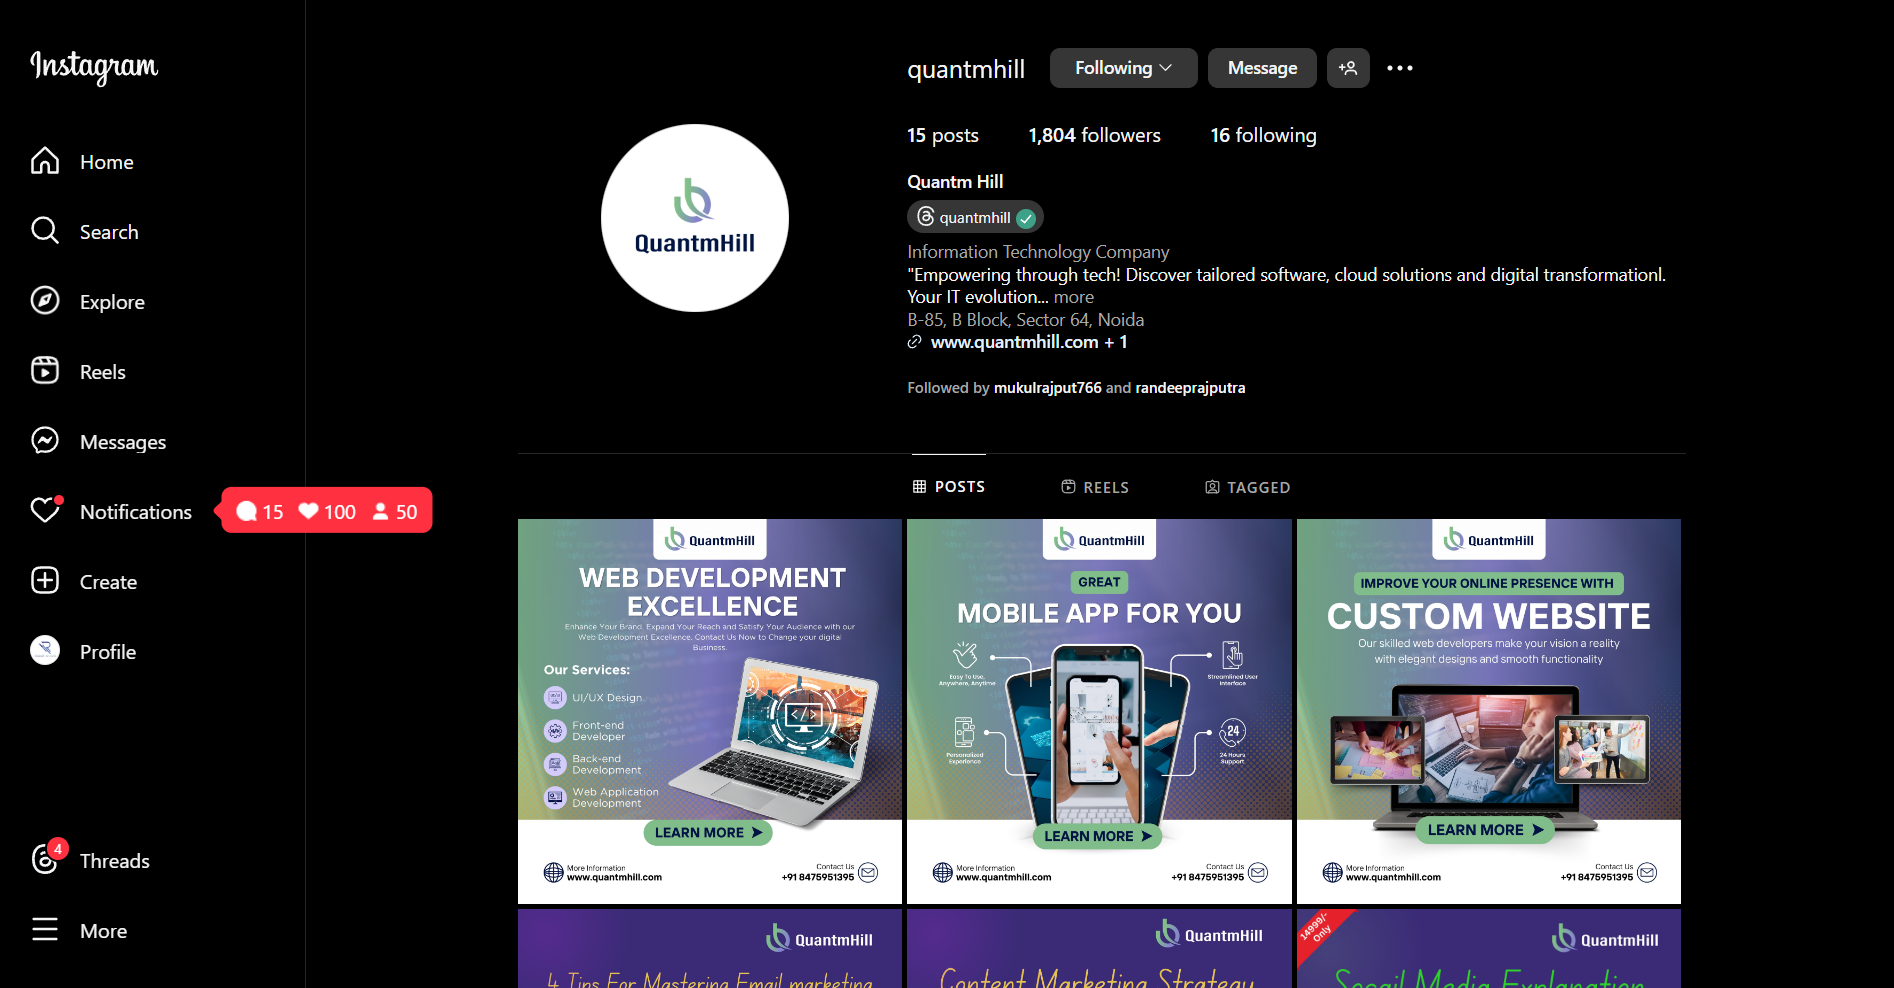 Instagram
Home
Search
Explore
Reels
Messages
Notifications
15 100 50
Create
Profile
4
Threads
More
quantmhill Following Message
15 posts 1,804 followers 16 following
Quantm Hill
quantmhill
Information Technology Company
"Empowering through tech! Discover tailored software, cloud solutions and digital transformationl.
Your IT evolution... more
B-85, B Block, Sector 64, Noida
www.quantmhill.com + 1
Followed by mukulrajput766 and randeeprajputra
QuantmHill
POSTS REELS TAGGED
QuantmHill
WEB DEVELOPMENT
EXCELLENCE
Enhance Your Brand. Expand Your Reach and Satisfy Your Audience with our
Web Development Excellence. Contact Us Now to Change your digital
Business.
Our Services:
UI/UX Design
Front-end
Developer
Back-end
Development
Web Application
Development
LEARN MORE
More Information
www.quantmhill.com
Contact Us
+91 8475951395
QuantmHill
GREAT
MOBILE APP FOR YOU
Easy To Use,
Anywhere, Anytime
Streamlined User
Interface
Personalized
Experience
24
24 Hours
Support
LEARN MORE
More Information
www.quantmhill.com
Contact Us
+91 8475951395
QuantmHill
IMPROVE YOUR ONLINE PRESENCE WITH
CUSTOM WEBSITE
Our skilled web developers make your vision a reality
with elegant designs and smooth functionality
LEARN MORE
More Information
www.quantmhill.com
Contact Us
+91 8475951395
QuantmHill
4 Tips For Mastering Email marketing
QuantmHill
Content Marketing Strategy
14999/-
Only
QuantmHill
Socail Media Explanation